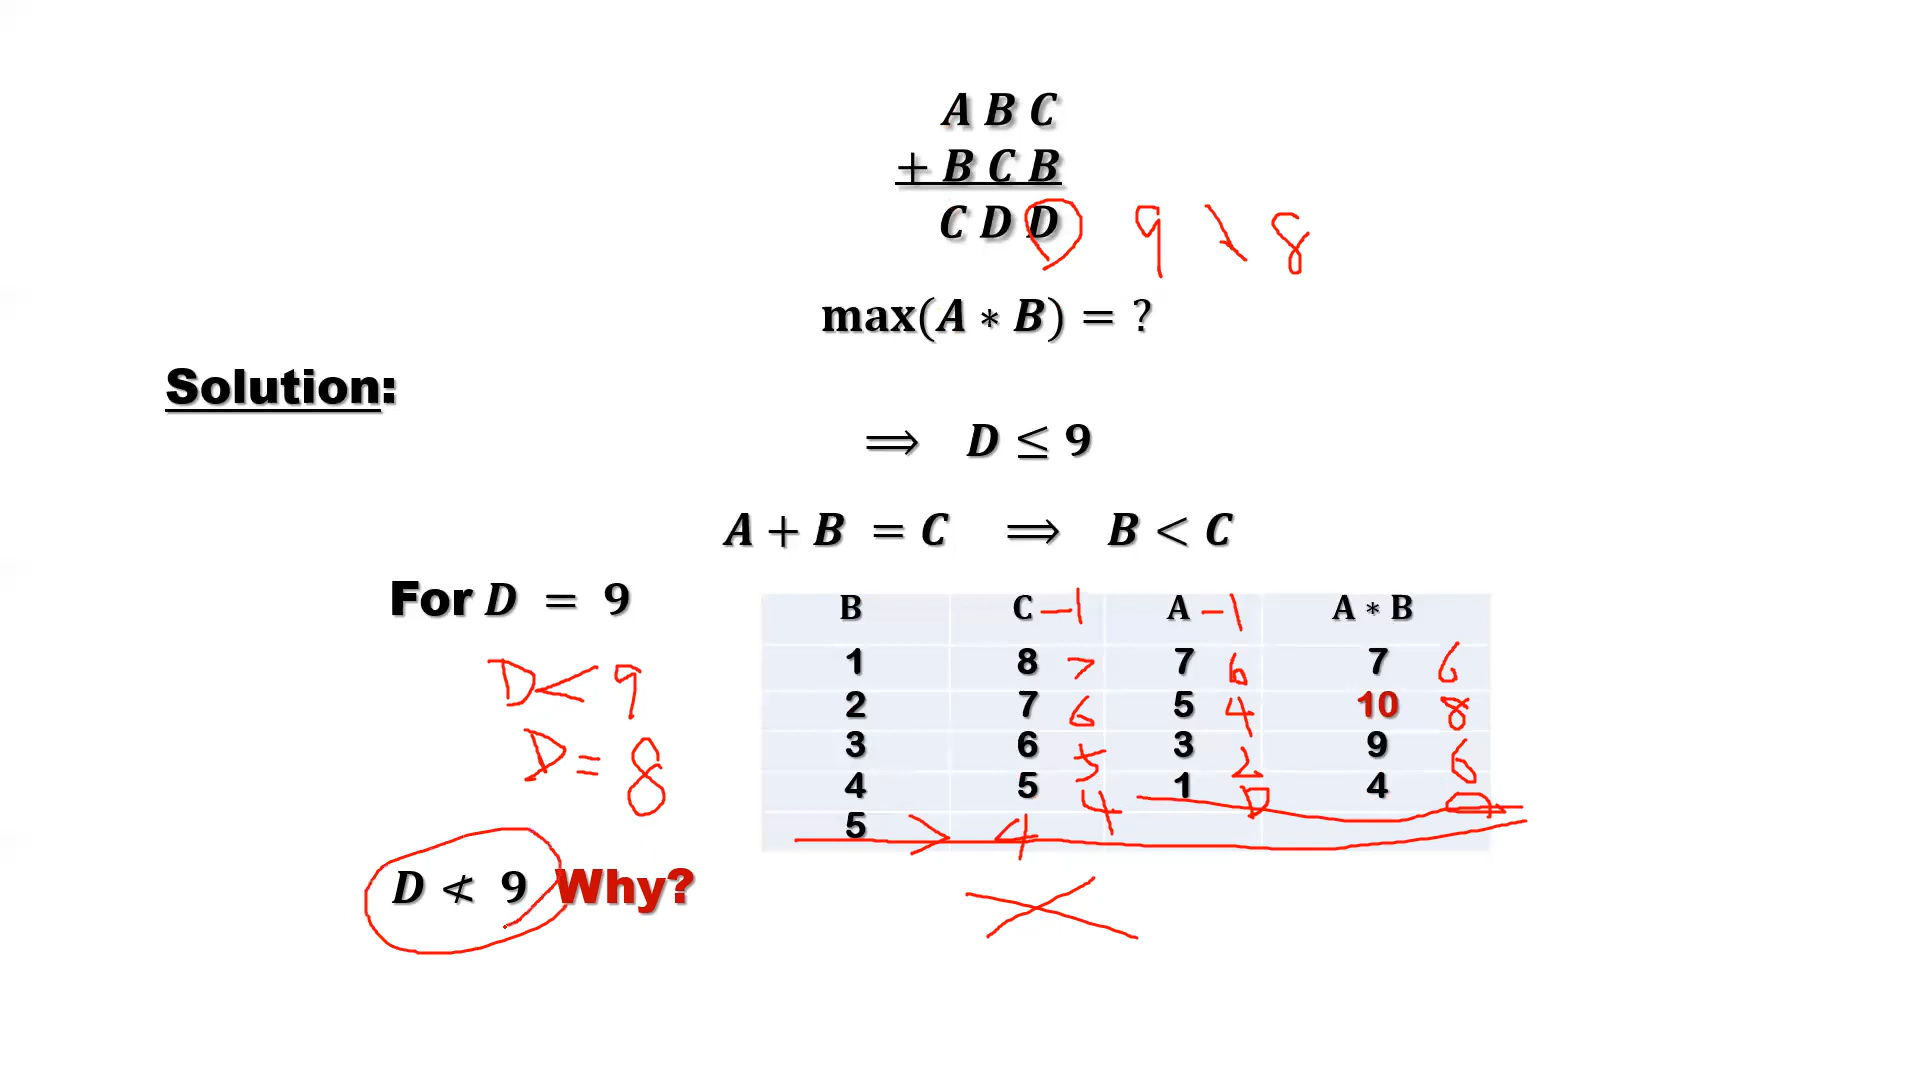 A B C
+ B C B
C D D 9 \ 8
max(A ∗ B) = ?
Solution:
⟹ D ≤ 9
A + B = C ⟹ B < C
For D = 9
B C −1 A −1 A ∗ B
1 8 7 7 6 7 6
2 7 6 5 4 10 8
3 6 5 3 2 9 6
4 5 4 1 0 4 0
5 > 4
D < 9
D = 8
D ≮ 9 Why?